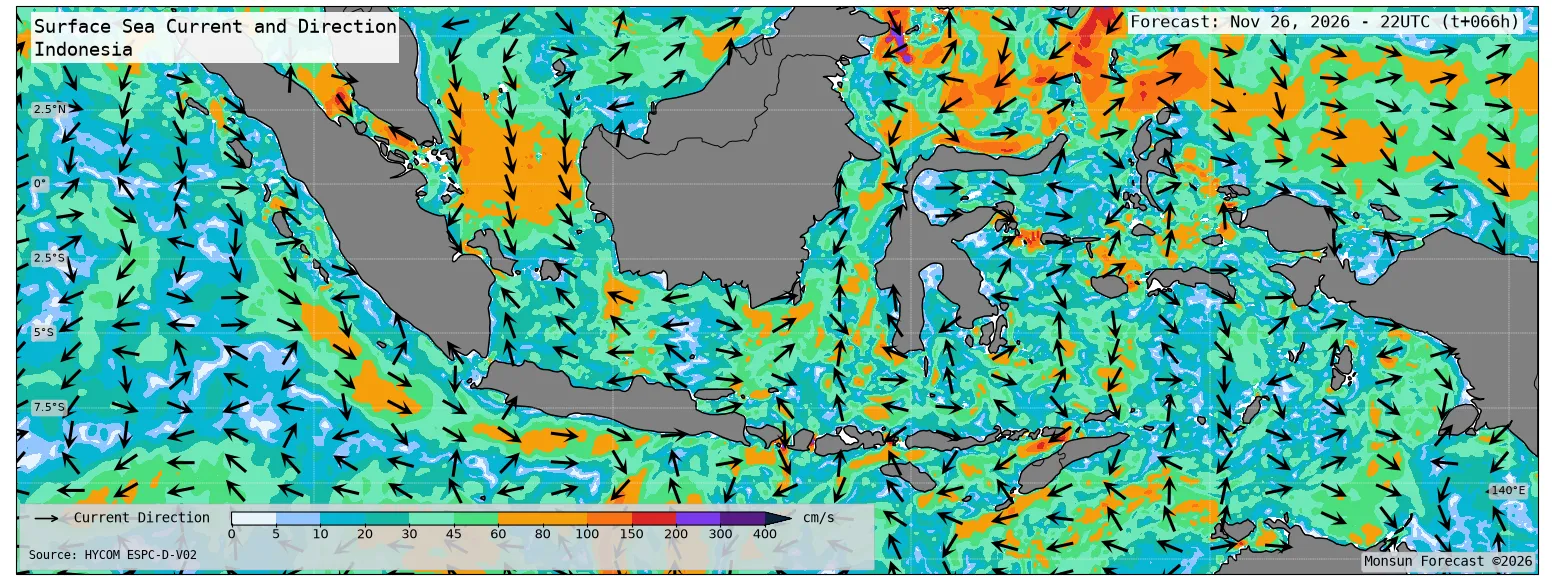 Surface Sea Current and Direction
Indonesia
Forecast: Nov 26, 2026 - 22UTC (t+066h)
2.5°N
0°
2.5°S
5°S
7.5°S
140°E
Current Direction
0 5 10 20 30 45 60 80 100 150 200 300 400 cm/s
Source: HYCOM ESPC-D-V02
Monsun Forecast ©2026